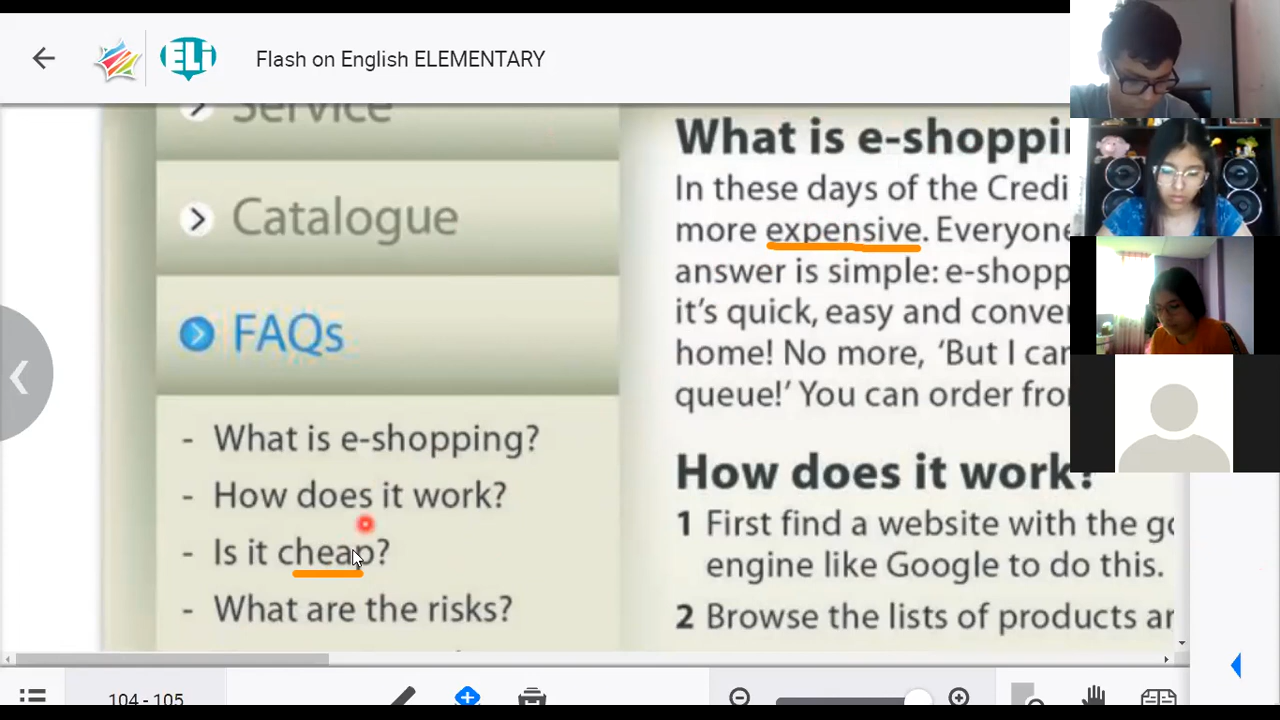 ELi
Flash on English ELEMENTARY
Service
Catalogue
FAQs
- What is e-shopping?
- How does it work?
- Is it cheap?
- What are the risks?
What is e-shoppi
In these days of the Credi
more expensive. Everyone
answer is simple: e-shopp
it's quick, easy and conve
home! No more, 'But I car
queue!' You can order fro
How does it work?
1 First find a website with the go
engine like Google to do this.
2 Browse the lists of products a
104 - 105